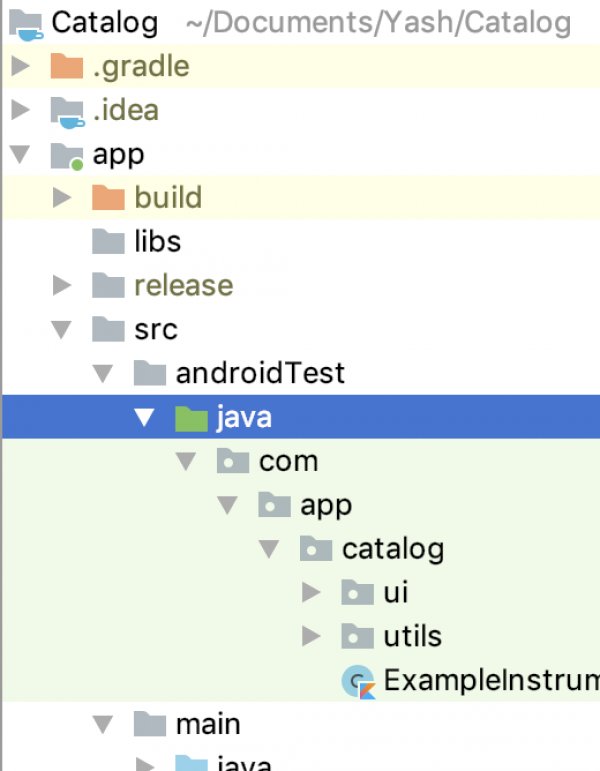 Catalog ~/Documents/Yash/Catalog
.gradle
.idea
app
build
libs
release
src
androidTest
java
com
app
catalog
ui
utils
ExampleInstrum
main
java